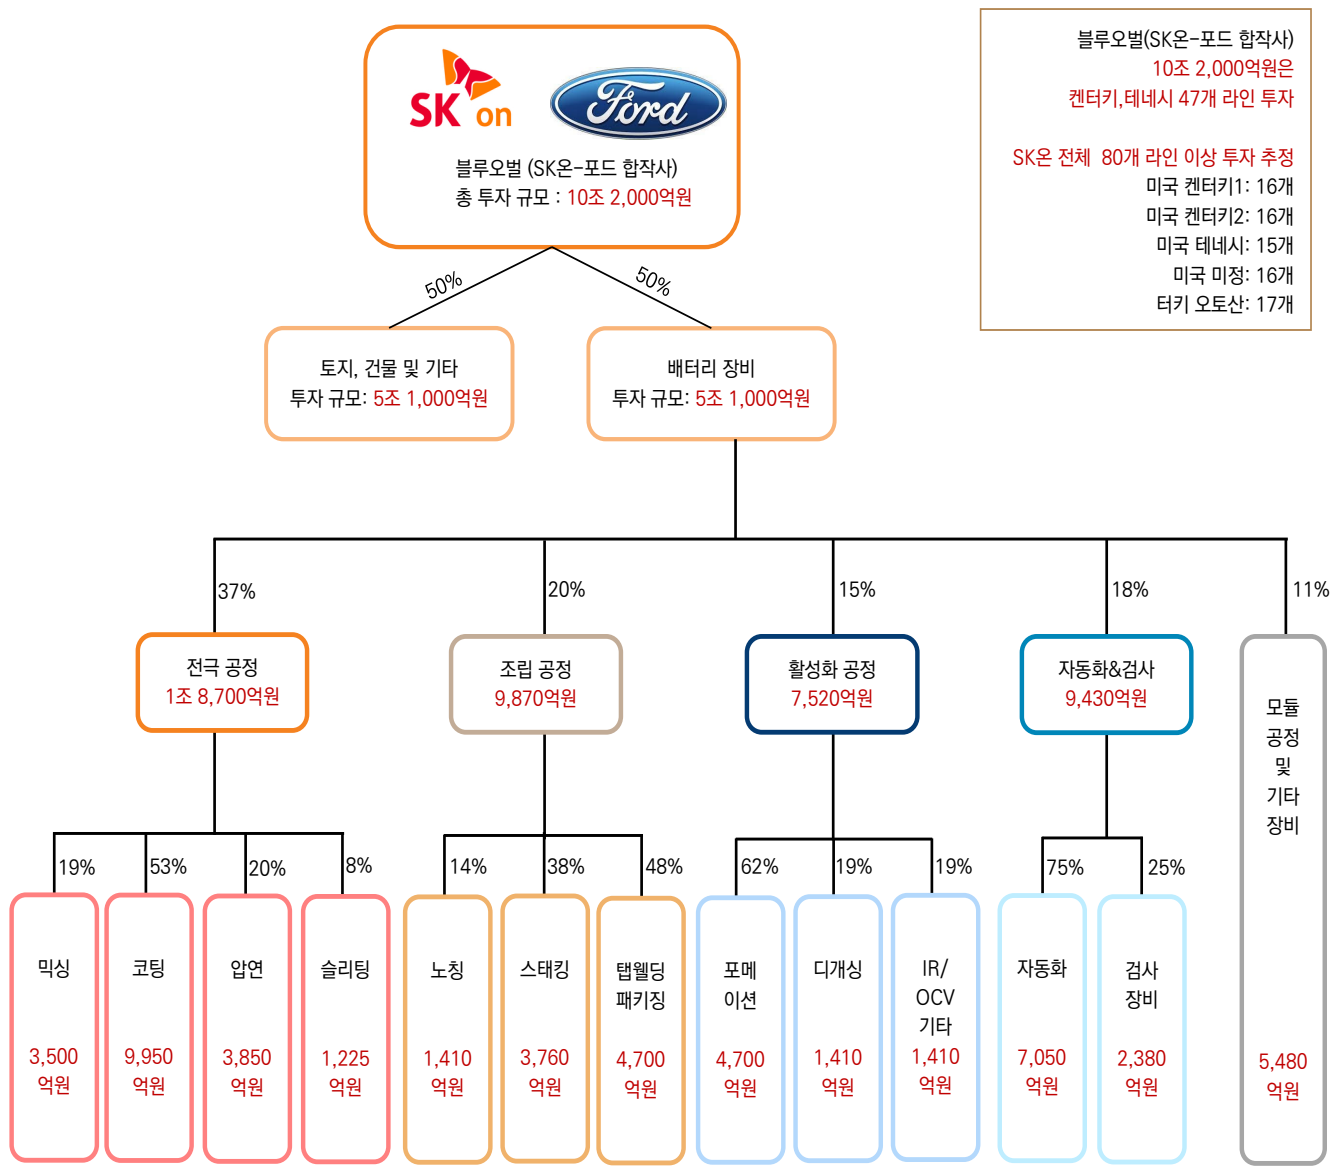 SK on
Ford
블루오벌 (SK온-포드 합작사)
총 투자 규모 : 10조 2,000억원
블루오벌(SK온-포드 합작사)
10조 2,000억원은
켄터키,테네시 47개 라인 투자
SK온 전체 80개 라인 이상 투자 추정
미국 켄터키1: 16개
미국 켄터키2: 16개
미국 테네시: 15개
미국 미정: 16개
터키 오토산: 17개
50%
50%
토지, 건물 및 기타
투자 규모: 5조 1,000억원
배터리 장비
투자 규모: 5조 1,000억원
37%
20%
15%
18%
11%
전극 공정
1조 8,700억원
조립 공정
9,870억원
활성화 공정
7,520억원
자동화&검사
9,430억원
모듈
공정
및
기타
장비
5,480
억원
19%
53%
20%
8%
14%
38%
48%
62%
19%
19%
75%
25%
믹싱
3,500
억원
코팅
9,950
억원
압연
3,850
억원
슬리팅
1,225
억원
노칭
1,410
억원
스태킹
3,760
억원
탭웰딩
패키징
4,700
억원
포메
이션
4,700
억원
디개싱
1,410
억원
IR/
OCV
기타
1,410
억원
자동화
7,050
억원
검사
장비
2,380
억원